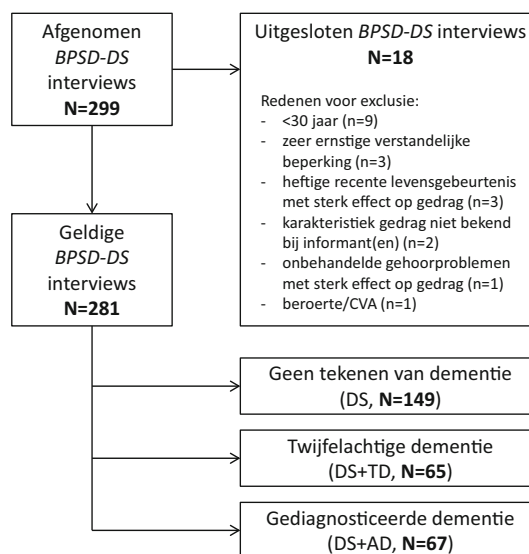 Afgenomen
BPSD-DS
interviews
N=299
Uitgesloten BPSD-DS interviews
N=18
Redenen voor exclusie:
- <30 jaar (n=9)
- zeer ernstige verstandelijke
beperking (n=3)
- heftige recente levensgebeurtenis
met sterk effect op gedrag (n=3)
- karakteristiek gedrag niet bekend
bij informant(en) (n=2)
- onbehandelde gehoorproblemen
met sterk effect op gedrag (n=1)
- beroerte/CVA (n=1)
Geldige
BPSD-DS
interviews
N=281
Geen tekenen van dementie
(DS, N=149)
Twijfelachtige dementie
(DS+TD, N=65)
Gediagnosticeerde dementie
(DS+AD, N=67)